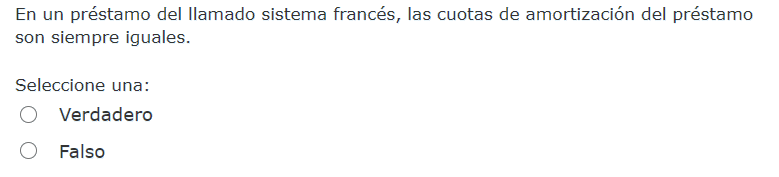 En un préstamo del llamado sistema francés, las cuotas de amortización del préstamo
son siempre iguales.
Seleccione una:
Verdadero
Falso